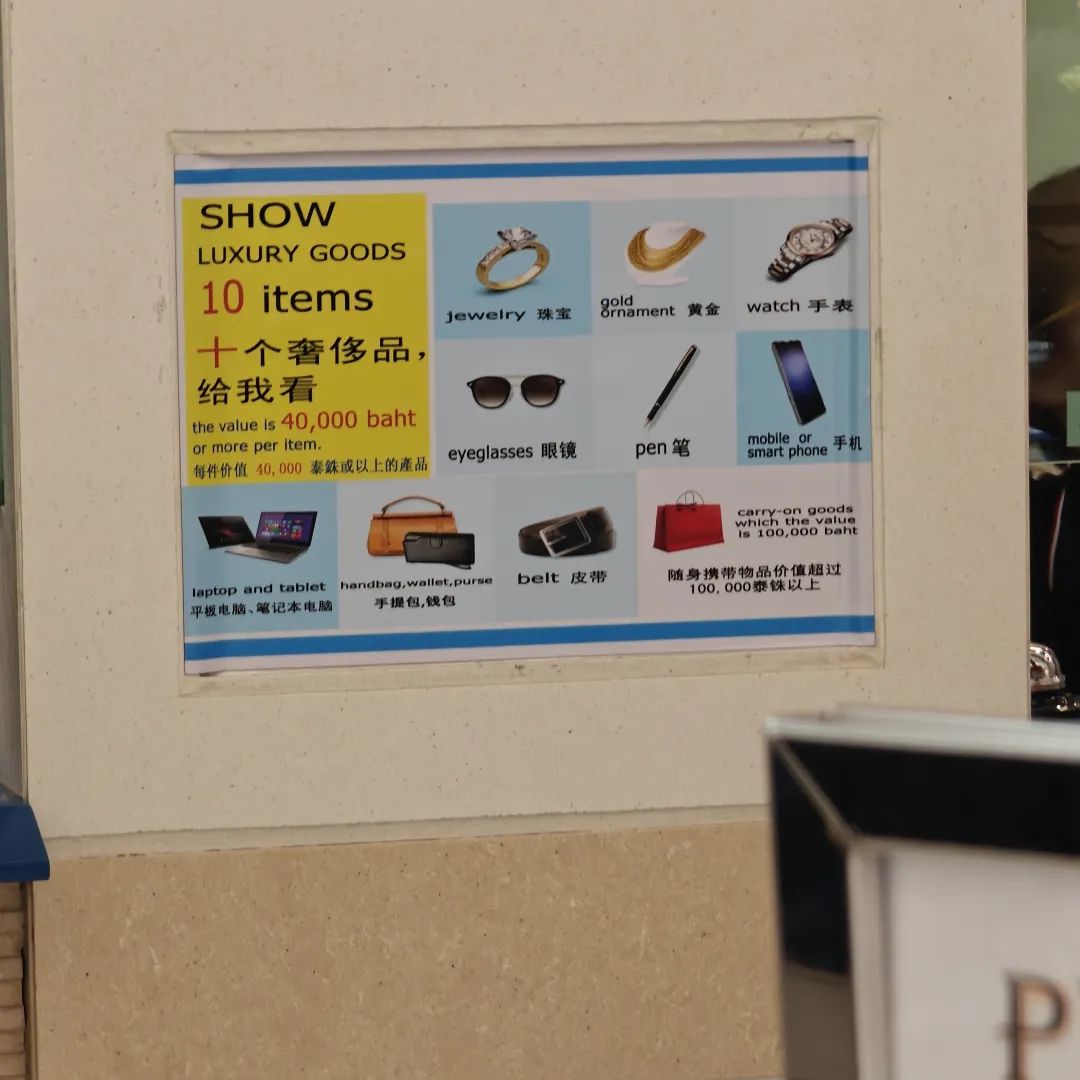 SHOW
LUXURY GOODS
10 items
十个奢侈品，
给我看
the value is 40,000 baht
or more per item.
每件价值 40,000 泰銖或以上的產品
jewelry 珠宝
gold
ornament 黄金
watch 手表
eyeglasses 眼镜
pen 笔
mobile or
smart phone 手机
laptop and tablet
平板电脑、笔记本电脑
handbag,wallet,purse
手提包,钱包
belt 皮带
carry-on goods
which the value
is 100,000 baht
随身携带物品价值超过
100,000泰铢以上
P